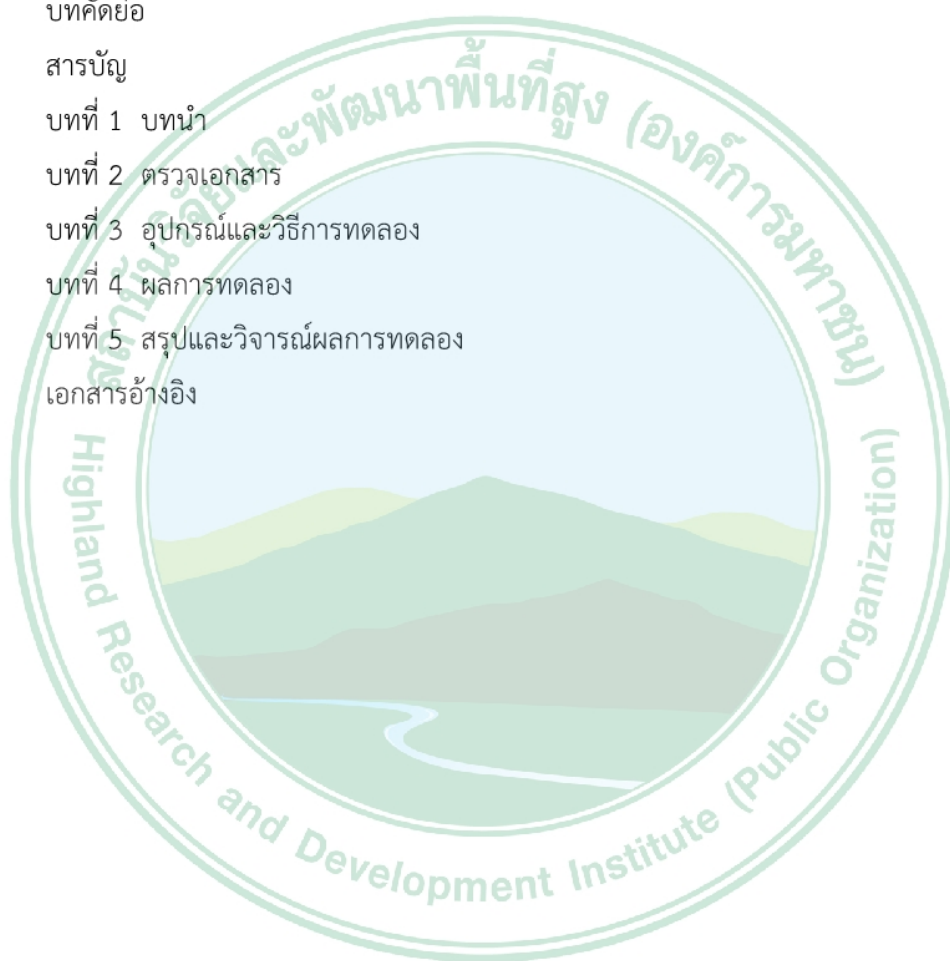 บทคัดย่อ
สารบัญ
บทที่ 1 บทนำ
บทที่ 2 ตรวจเอกสาร
บทที่ 3 อุปกรณ์และวิธีการทดลอง
บทที่ 4 ผลการทดลอง
บทที่ 5 สรุปและวิจารณ์ผลการทดลอง
เอกสารอ้างอิง
สถาบันวิจัยและพัฒนาพื้นที่สูง (องค์การมหาชน)
Highland Research and Development Institute (Public Organization)